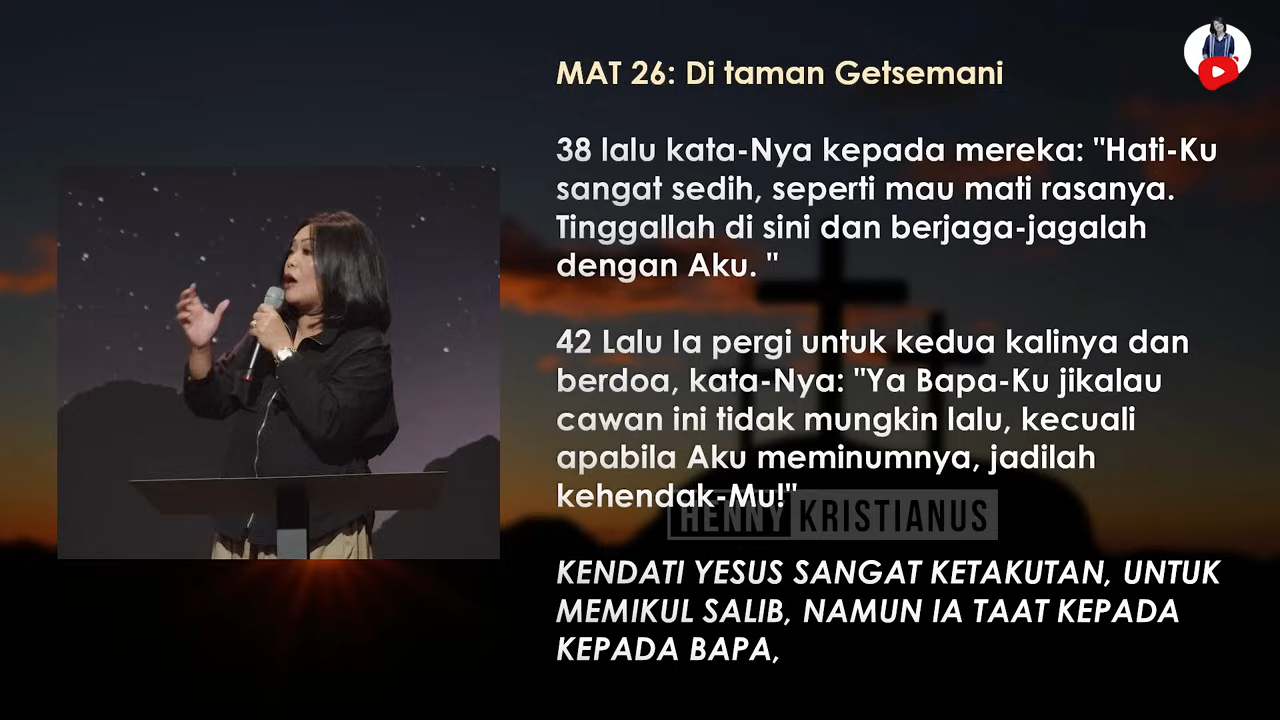 MAT 26: Di taman Getsemani
38 lalu kata-Nya kepada mereka: "Hati-Ku
sangat sedih, seperti mau mati rasanya.
Tinggallah di sini dan berjaga-jagalah
dengan Aku. "
42 Lalu Ia pergi untuk kedua kalinya dan
berdoa, kata-Nya: "Ya Bapa-Ku jikalau
cawan ini tidak mungkin lalu, kecuali
apabila Aku meminumnya, jadilah
kehendak-Mu!"
HENNY KRISTIANUS
KENDATI YESUS SANGAT KETAKUTAN, UNTUK
MEMIKUL SALIB, NAMUN IA TAAT KEPADA
KEPADA BAPA,